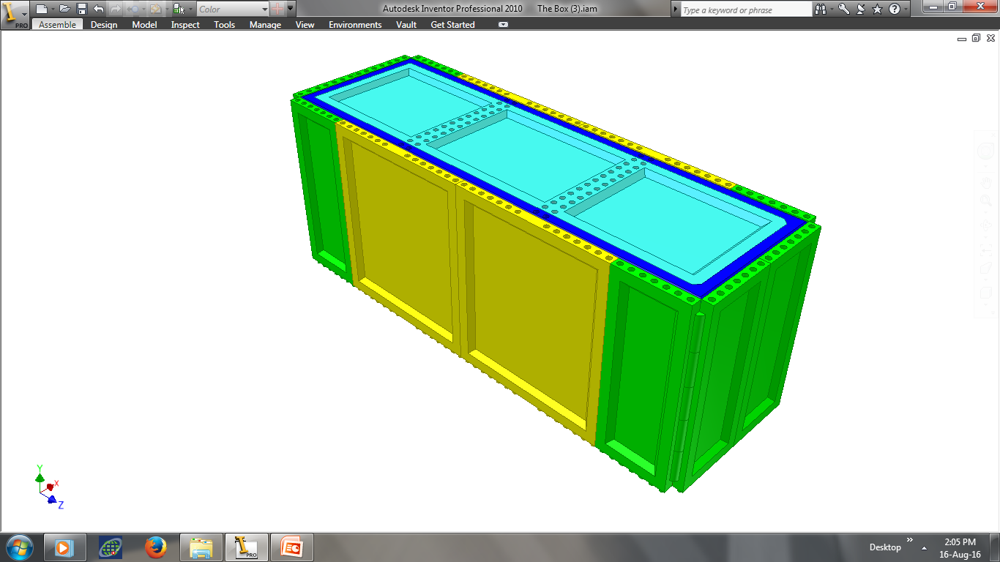 Color
Autodesk Inventor Professional 2010 The Box (3).iam
Type a keyword or phrase
PRO
Assemble Design Model Inspect Tools Manage View Environments Vault Get Started
Y
X
Z
PRO
Desktop
2:05 PM
16-Aug-16